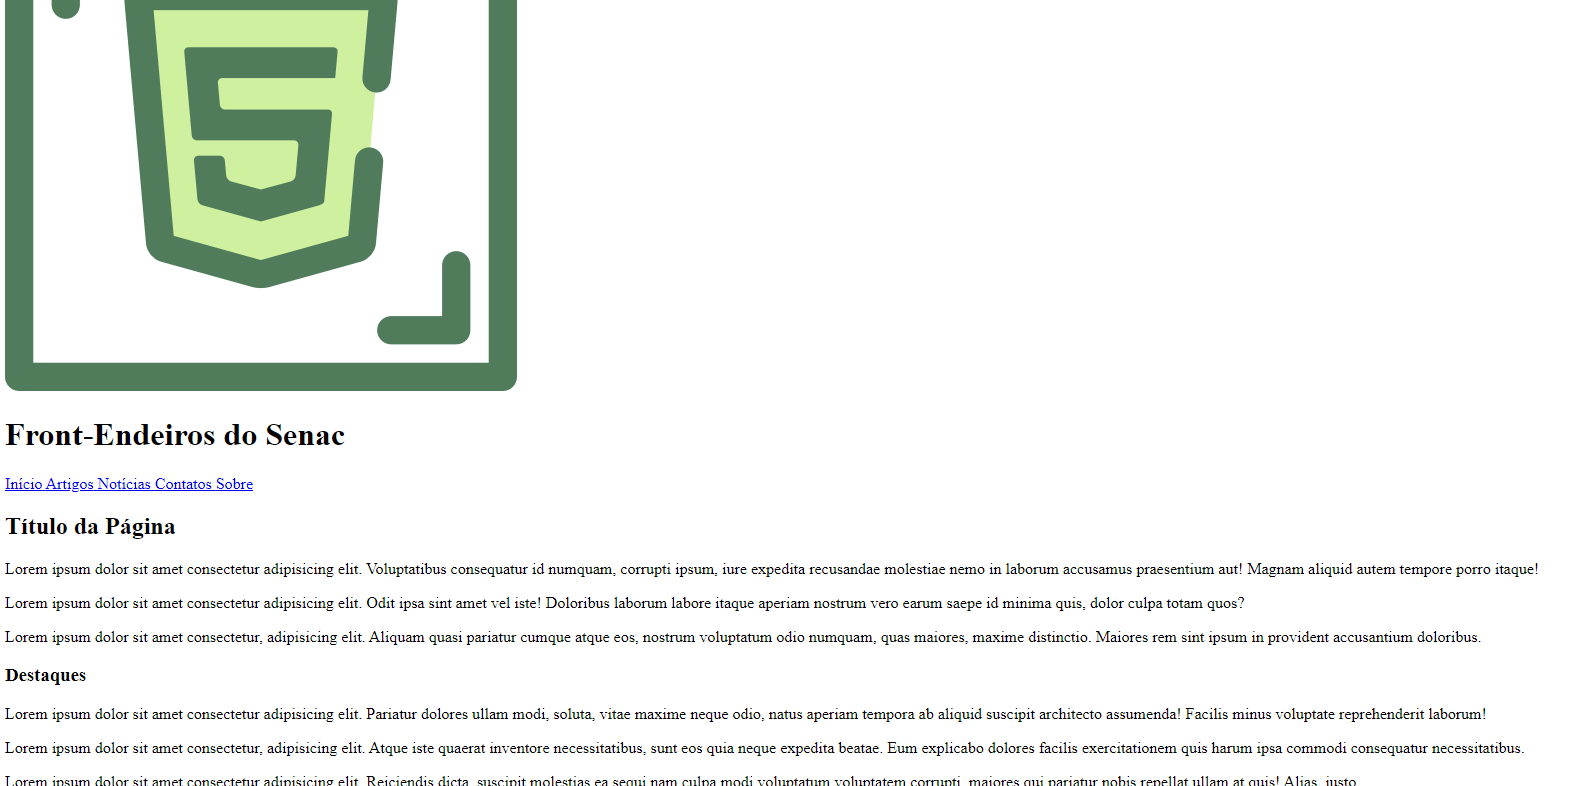 5
Front-Endeiros do Senac
Início Artigos Notícias Contatos Sobre
Título da Página
Lorem ipsum dolor sit amet consectetur adipisicing elit. Voluptatibus consequatur id numquam, corrupti ipsum, iure expedita recusandae molestiae nemo in laborum accusamus praesentium aut! Magnam aliquid autem tempore porro itaque!
Lorem ipsum dolor sit amet consectetur adipisicing elit. Odit ipsa sint amet vel iste! Doloribus laborum labore itaque aperiam nostrum vero earum saepe id minima quis, dolor culpa totam quos?
Lorem ipsum dolor sit amet consectetur, adipisicing elit. Aliquam quasi pariatur cumque atque eos, nostrum voluptatum odio numquam, quas maiores, maxime distinctio. Maiores rem sint ipsum in provident accusantium doloribus.
Destaques
Lorem ipsum dolor sit amet consectetur adipisicing elit. Pariatur dolores ullam modi, soluta, vitae maxime neque odio, natus aperiam tempora ab aliquid suscipit architecto assumenda! Facilis minus voluptate reprehenderit laborum!
Lorem ipsum dolor sit amet consectetur, adipisicing elit. Atque iste quaerat inventore necessitatibus, sunt eos quia neque expedita beatae. Eum explicabo dolores facilis exercitationem quis harum ipsa commodi consequatur necessitatibus.
Lorem ipsum dolor sit amet consectetur adipisicing elit. Reiciendis dicta, suscipit molestias ea sequi nam culpa modi voluptatum voluptatem corrupti, maiores qui pariatur nobis repellat ullam at quis! Alias, iusto.